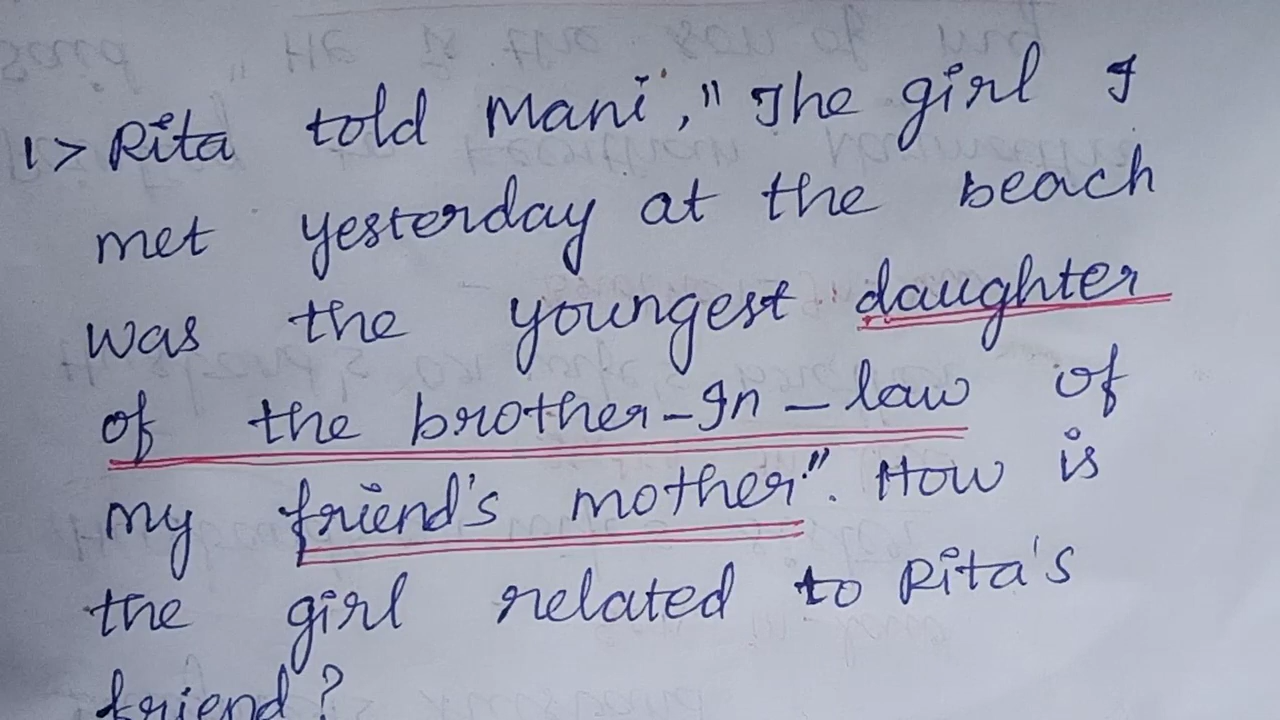 1> Rita told Mani, "The girl I
met yesterday at the beach
was the youngest daughter
of the brother-In-law of
my friend's mother". How is
the girl related to Rita's
friend?